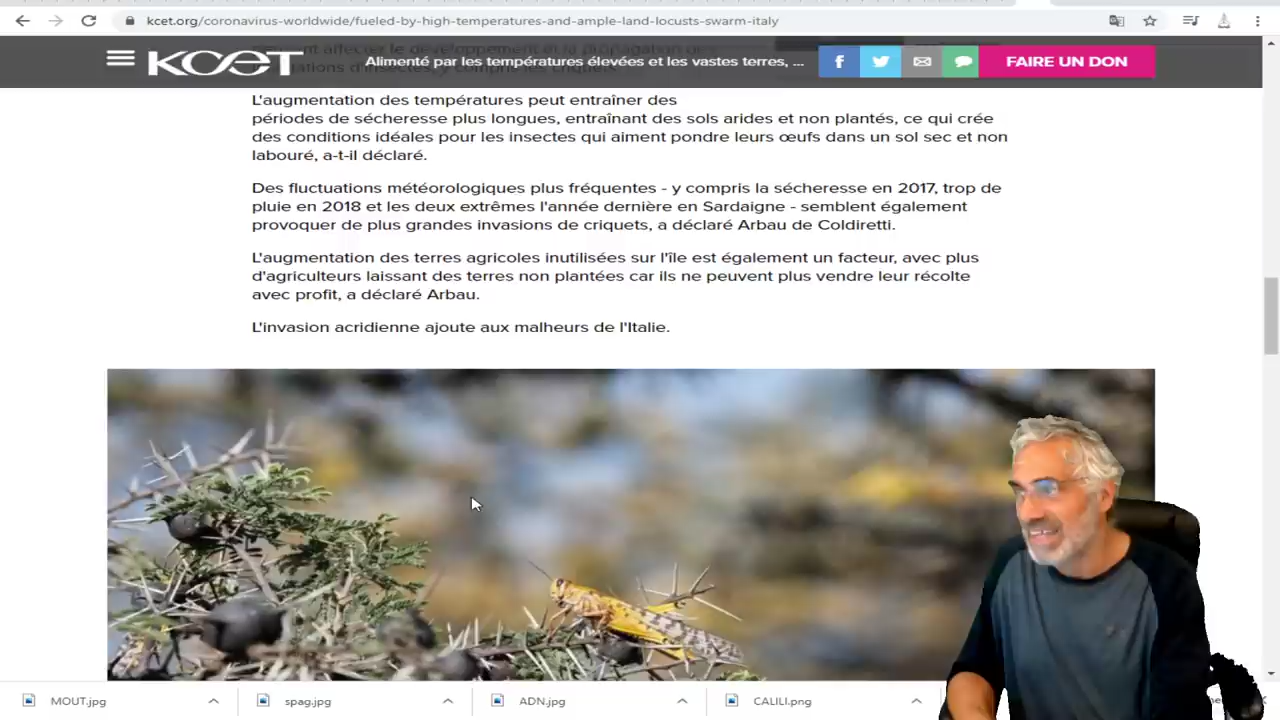 kcet.org/coronavirus-worldwide/fueled-by-high-temperatures-and-ample-land-locusts-swarm-italy
KCET
Alimenté par les températures élevées et les vastes terres, ...
FAIRE UN DON
L'augmentation des températures peut entraîner des
périodes de sécheresse plus longues, entraînant des sols arides et non plantés, ce qui crée
des conditions idéales pour les insectes qui aiment pondre leurs œufs dans un sol sec et non
labouré, a-t-il déclaré.
Des fluctuations météorologiques plus fréquentes - y compris la sécheresse en 2017, trop de
pluie en 2018 et les deux extrêmes l'année dernière en Sardaigne - semblent également
provoquer de plus grandes invasions de criquets, a déclaré Arbau de Coldiretti.
L'augmentation des terres agricoles inutilisées sur l'île est également un facteur, avec plus
d'agriculteurs laissant des terres non plantées car ils ne peuvent plus vendre leur récolte
avec profit, a déclaré Arbau.
L'invasion acridienne ajoute aux malheurs de l'Italie.
MOUT.jpg
spag.jpg
ADN.jpg
CALILI.png